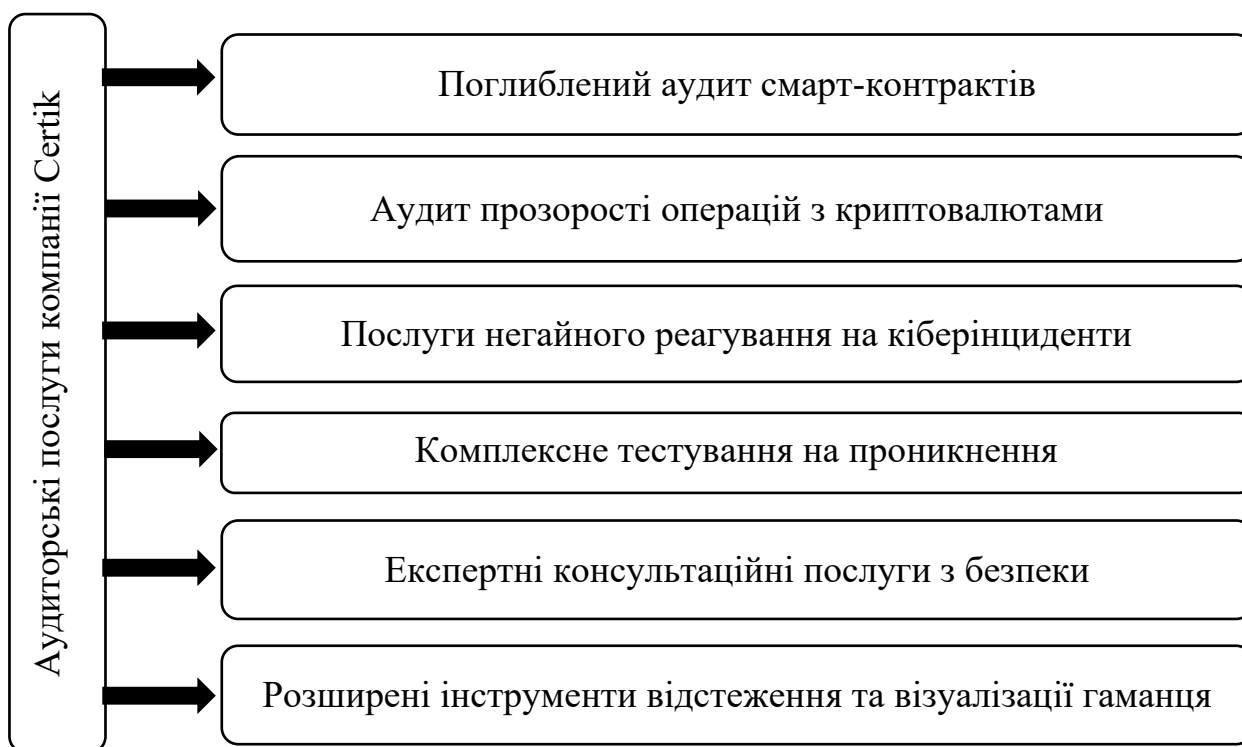 Аудиторські послуги компанії Certik
Поглиблений аудит смарт-контрактів
Аудит прозорості операцій з криптовалютами
Послуги негайного реагування на кіберінциденти
Комплексне тестування на проникнення
Експертні консультаційні послуги з безпеки
Розширені інструменти відстеження та візуалізації гаманця